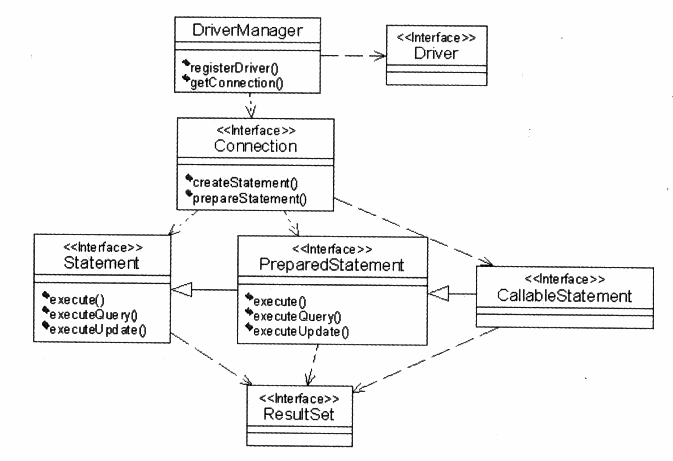 DriverManager
registerDriver()
getConnection()
<<Interface>>
Driver
<<Interface>>
Connection
createStatement()
prepareStatement()
<<Interface>>
Statement
execute()
executeQuery()
executeUpdate()
<<Interface>>
PreparedStatement
execute()
executeQuery()
executeUpdate()
<<Interface>>
CallableStatement
<<Interface>>
ResultSet